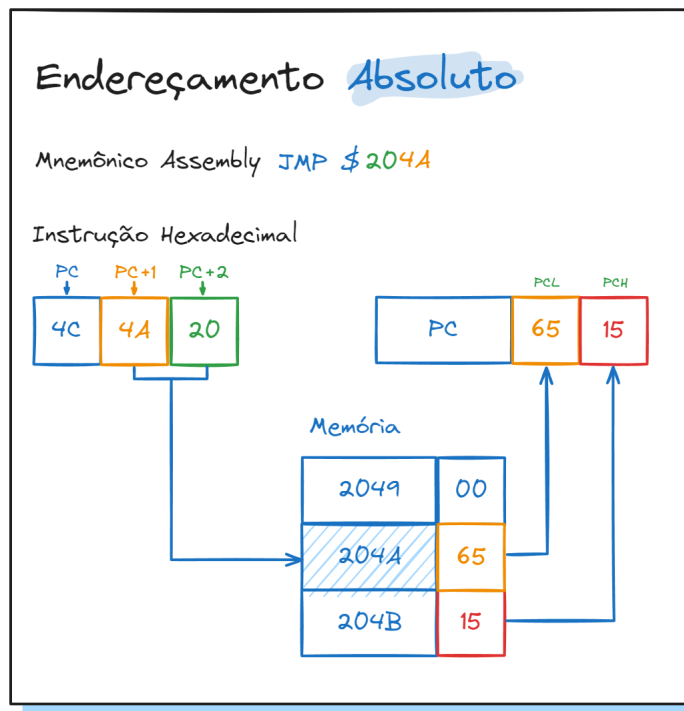 Endereçamento Absoluto
Mnemônico Assembly JMP $204A
Instrução Hexadecimal
PC PC+1 PC+2
4C 4A 20
PCL PCH
PC 65 15
Memória
2049 00
204A 65
204B 15